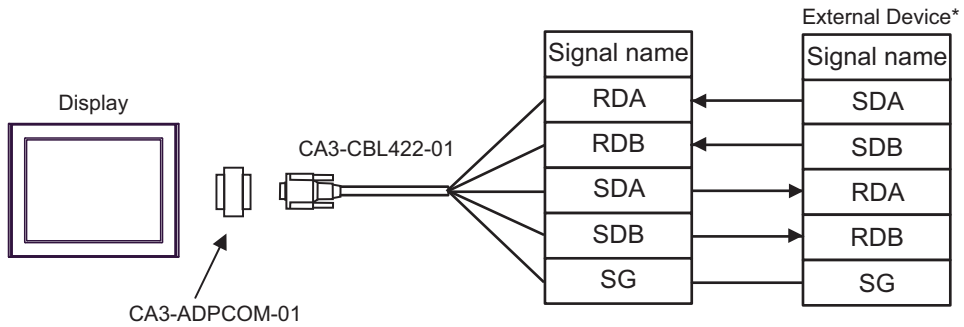 External Device*
Signal name
Signal name
RDA
SDA
Display
CA3-CBL422-01
RDB
SDB
SDA
RDA
SDB
RDB
SG
SG
CA3-ADPCOM-01